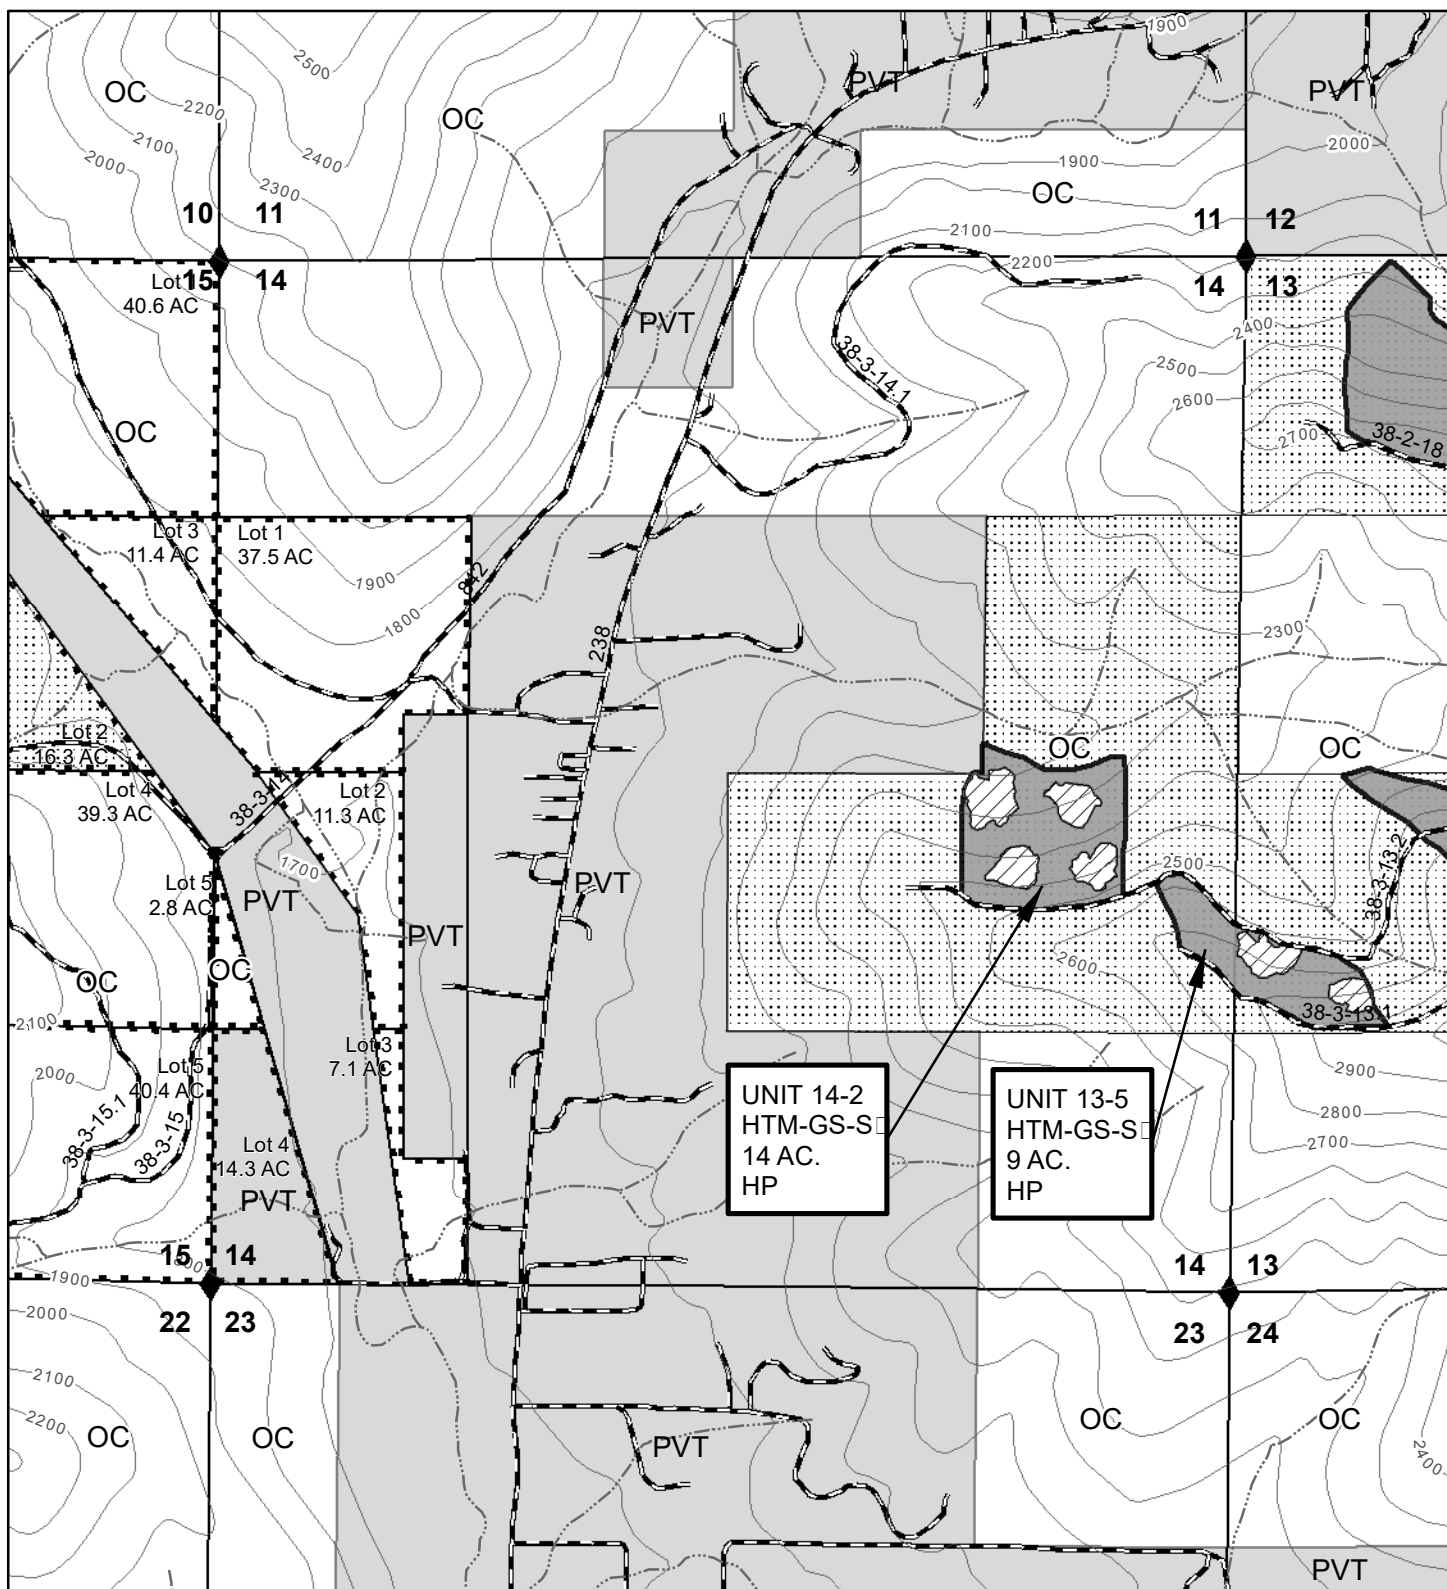 1900
2500
OC
PVT
PVT
2200
OC
2100
2400
2000
2000
1900
2300
OC
10
11
11
12
2100
2200
15
14
14
13
Lot
40.6 AC
PVT
2400
38-3-14.1
2500
2600
OC
2700
38-2-18
Lot 3
11.4 AC
Lot 1
37.5 AC
842
1900
1800
2300
238
Lot 2
16.3 AC
OC
OC
Lot 4
39.3 AC
38-3-14
Lot 2
11.3 AC
1700
2500
38-3-13.2
Lot 5
2.8 AC
PVT
PVT
PVT
OC
OC
2600
38-3-13.1
2100
Lot 3
7.1 AC
Lot 5
40.4 AC
2000
38-3-15.1
38-3-15
UNIT 14-2
HTM-GS-S
14 AC.
HP
UNIT 13-5
HTM-GS-S
9 AC.
HP
2900
2800
2700
Lot 4
14.3 AC
PVT
15
14
14
13
1900
2000
22
23
23
24
2100
2200
OC
OC
PVT
OC
OC
2400
PVT